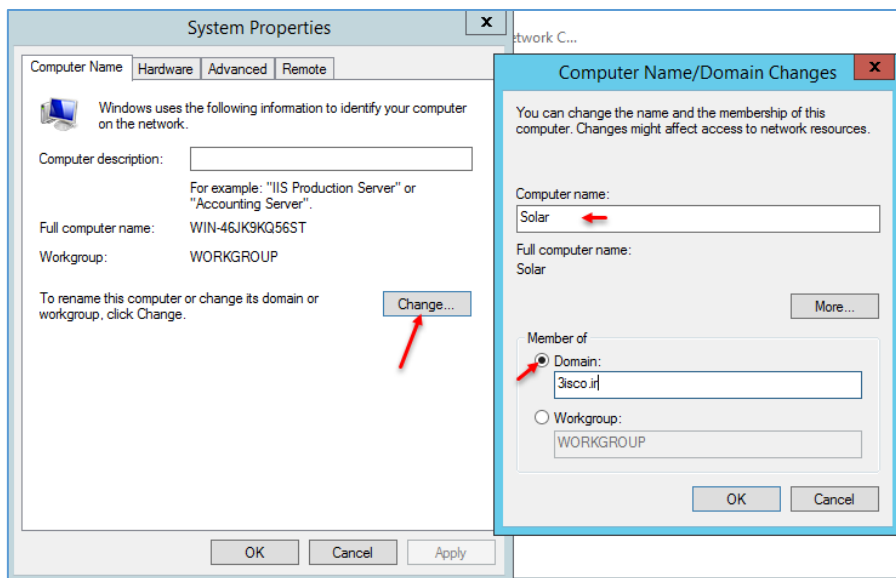 System Properties
x
Computer Name
Hardware
Advanced
Remote
Windows uses the following information to identify your computer
on the network.
Computer description:
For example: "IIS Production Server" or
"Accounting Server".
Full computer name:
WIN-46JK9KQ56ST
Workgroup:
WORKGROUP
To rename this computer or change its domain or
workgroup, click Change.
Change...
OK
Cancel
Apply
etwork C...
Computer Name/Domain Changes
x
You can change the name and the membership of this
computer. Changes might affect access to network resources.
Computer name:
Solar
Full computer name:
Solar
More...
Member of
Domain:
3isco.ir
Workgroup:
WORKGROUP
OK
Cancel